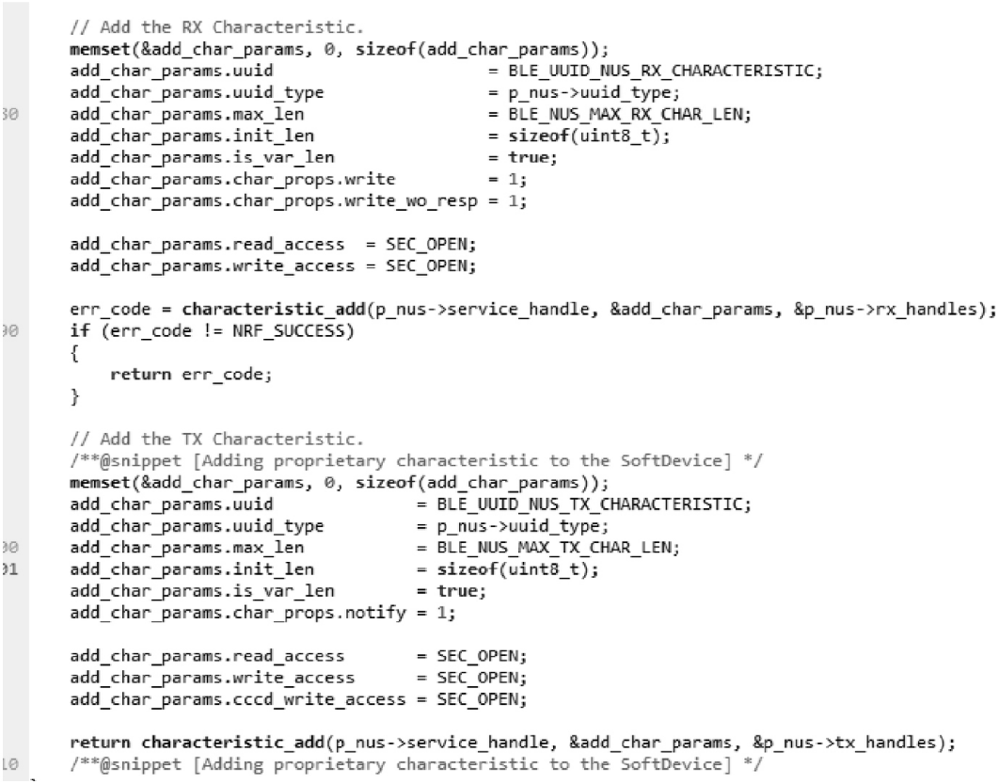 // Add the RX Characteristic.
memset(&add_char_params, 0, sizeof(add_char_params));
add_char_params.uuid                     = BLE_UUID_NUS_RX_CHARACTERISTIC;
add_char_params.uuid_type                = p_nus->uuid_type;
80 add_char_params.max_len                  = BLE_NUS_MAX_RX_CHAR_LEN;
add_char_params.init_len                 = sizeof(uint8_t);
add_char_params.is_var_len               = true;
add_char_params.char_props.write         = 1;
add_char_params.char_props.write_wo_resp = 1;
add_char_params.read_access  = SEC_OPEN;
add_char_params.write_access = SEC_OPEN;
err_code = characteristic_add(p_nus->service_handle, &add_char_params, &p_nus->rx_handles);
90 if (err_code != NRF_SUCCESS)
{
    return err_code;
}
// Add the TX Characteristic.
/**@snippet [Adding proprietary characteristic to the SoftDevice] */
memset(&add_char_params, 0, sizeof(add_char_params));
add_char_params.uuid              = BLE_UUID_NUS_TX_CHARACTERISTIC;
add_char_params.uuid_type         = p_nus->uuid_type;
00 add_char_params.max_len           = BLE_NUS_MAX_TX_CHAR_LEN;
01 add_char_params.init_len          = sizeof(uint8_t);
add_char_params.is_var_len        = true;
add_char_params.char_props.notify = 1;
add_char_params.read_access       = SEC_OPEN;
add_char_params.write_access      = SEC_OPEN;
add_char_params.cccd_write_access = SEC_OPEN;
return characteristic_add(p_nus->service_handle, &add_char_params, &p_nus->tx_handles);
10 /**@snippet [Adding proprietary characteristic to the SoftDevice] */